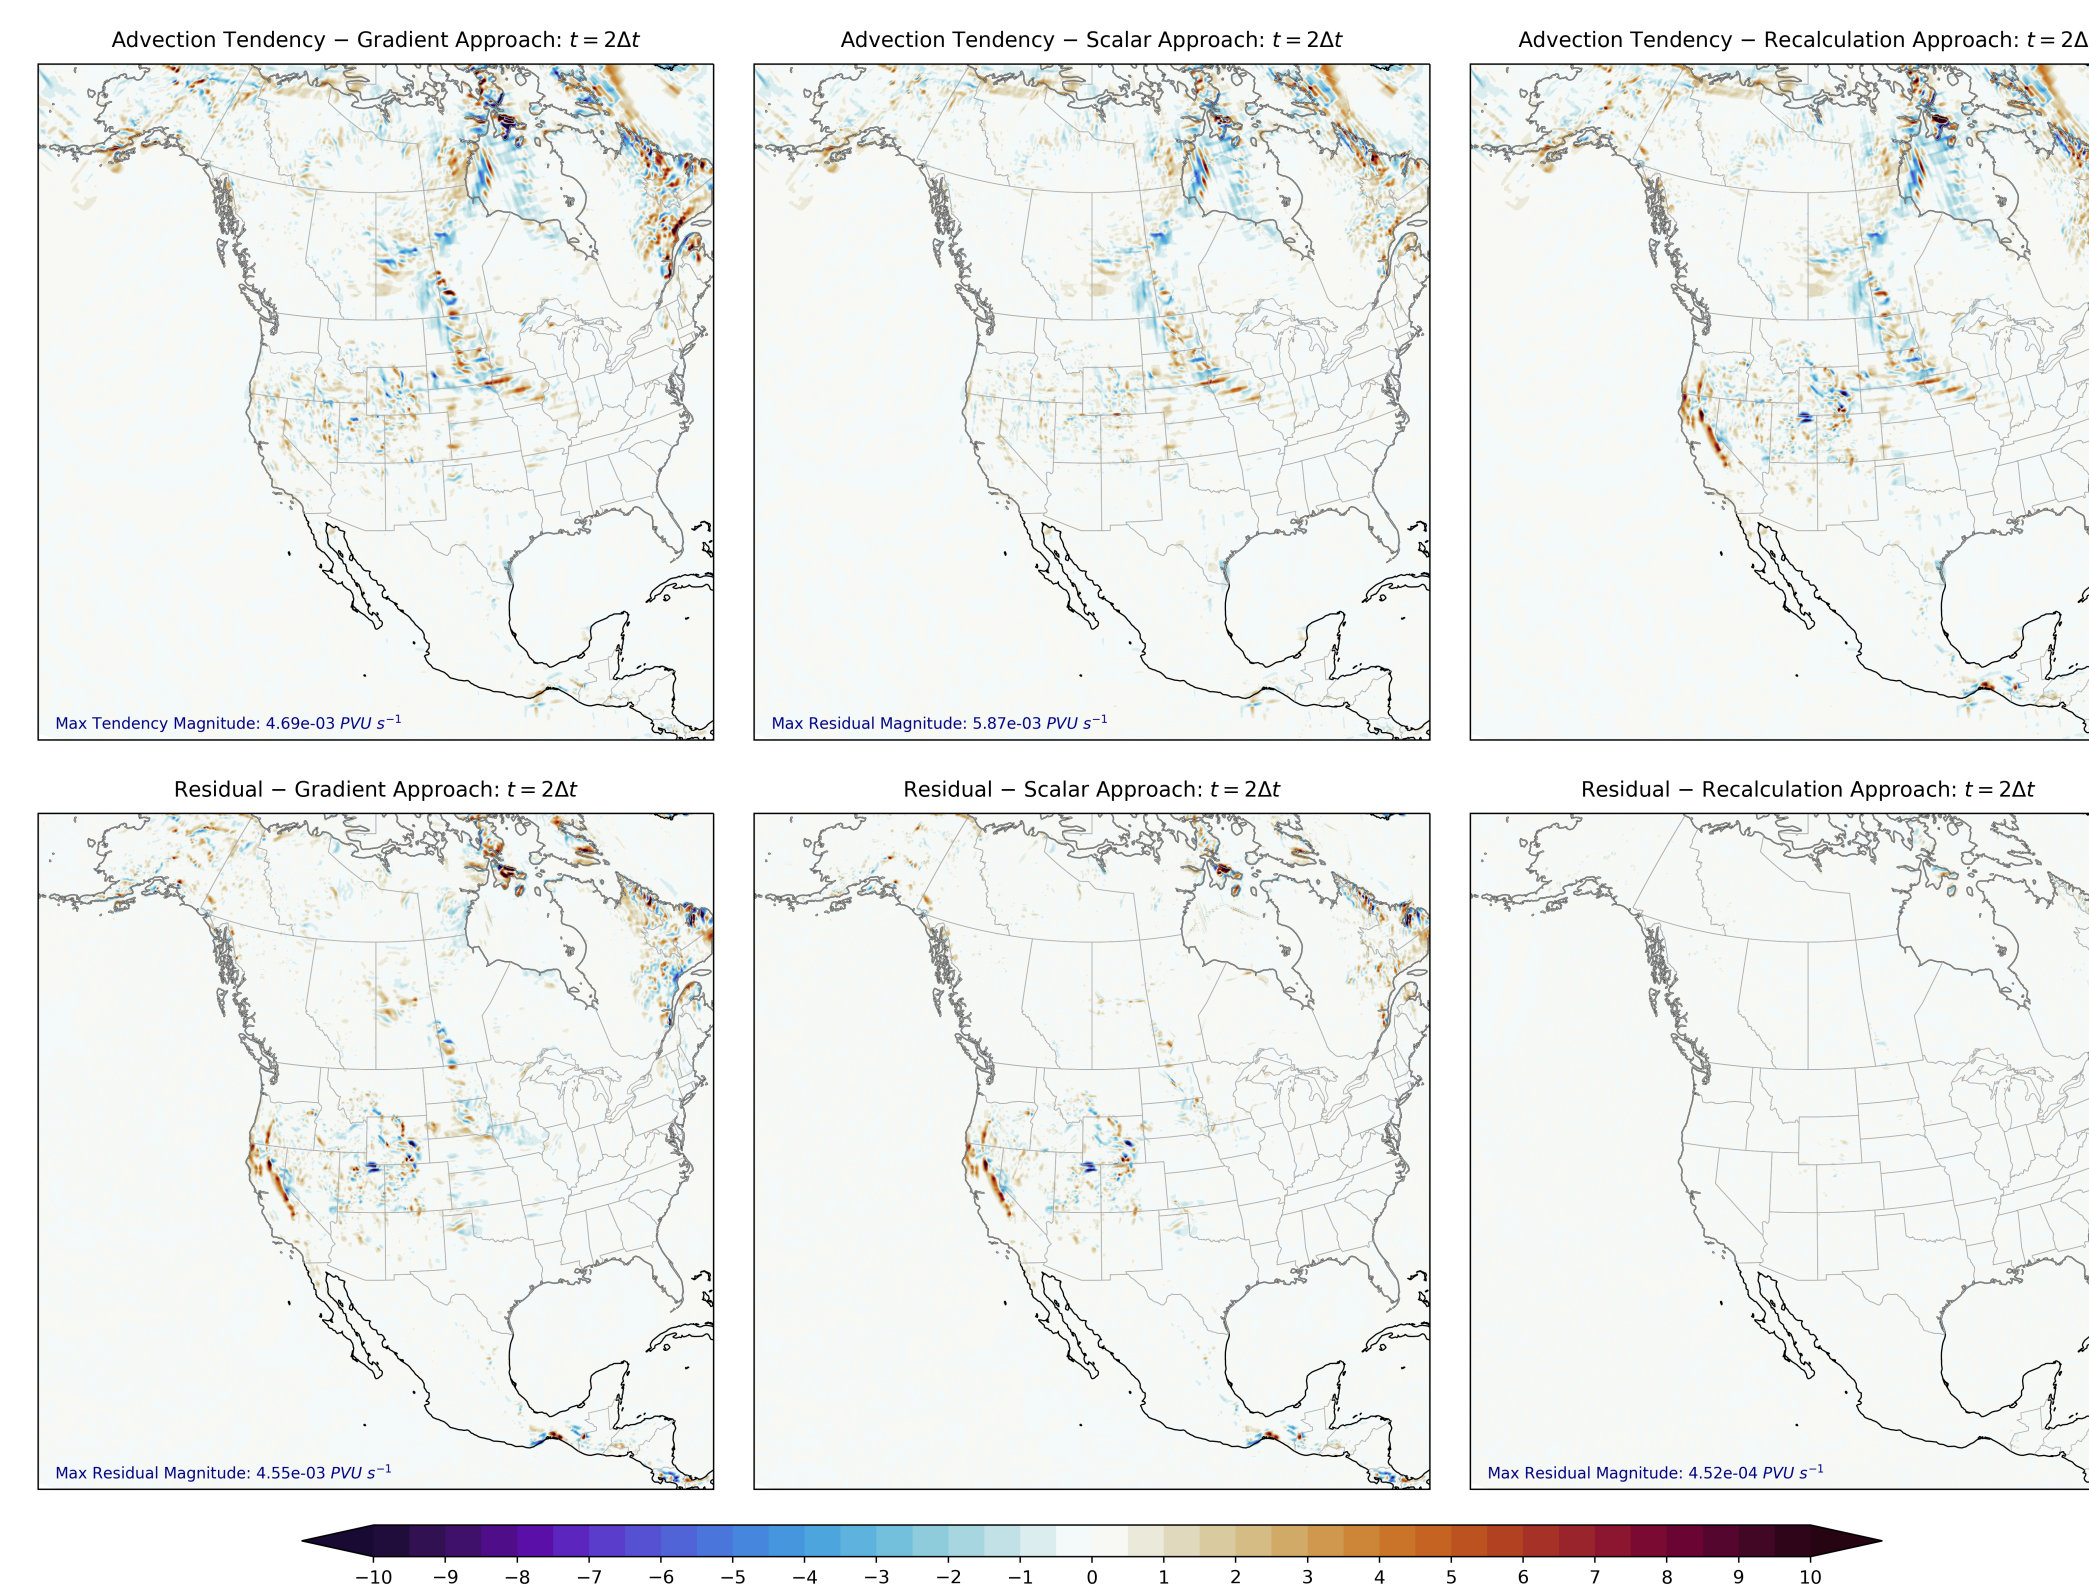 Advection Tendency − Gradient Approach: t = 2Δt
Advection Tendency − Scalar Approach: t = 2Δt
Advection Tendency − Recalculation Approach: t = 2Δ
Max Tendency Magnitude: 4.69e-03 PVU s⁻¹
Max Residual Magnitude: 5.87e-03 PVU s⁻¹
Residual − Gradient Approach: t = 2Δt
Residual − Scalar Approach: t = 2Δt
Residual − Recalculation Approach: t = 2Δt
Max Residual Magnitude: 4.55e-03 PVU s⁻¹
Max Residual Magnitude: 4.52e-04 PVU s⁻¹
−10 −9 −8 −7 −6 −5 −4 −3 −2 −1 0 1 2 3 4 5 6 7 8 9 10